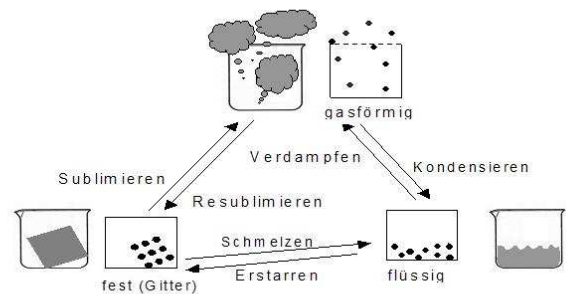 gasförmig
Verdampfen
Kondensieren
Sublimieren
Resublimieren
Schmelzen
Erstarren
fest (Gitter)
flüssig